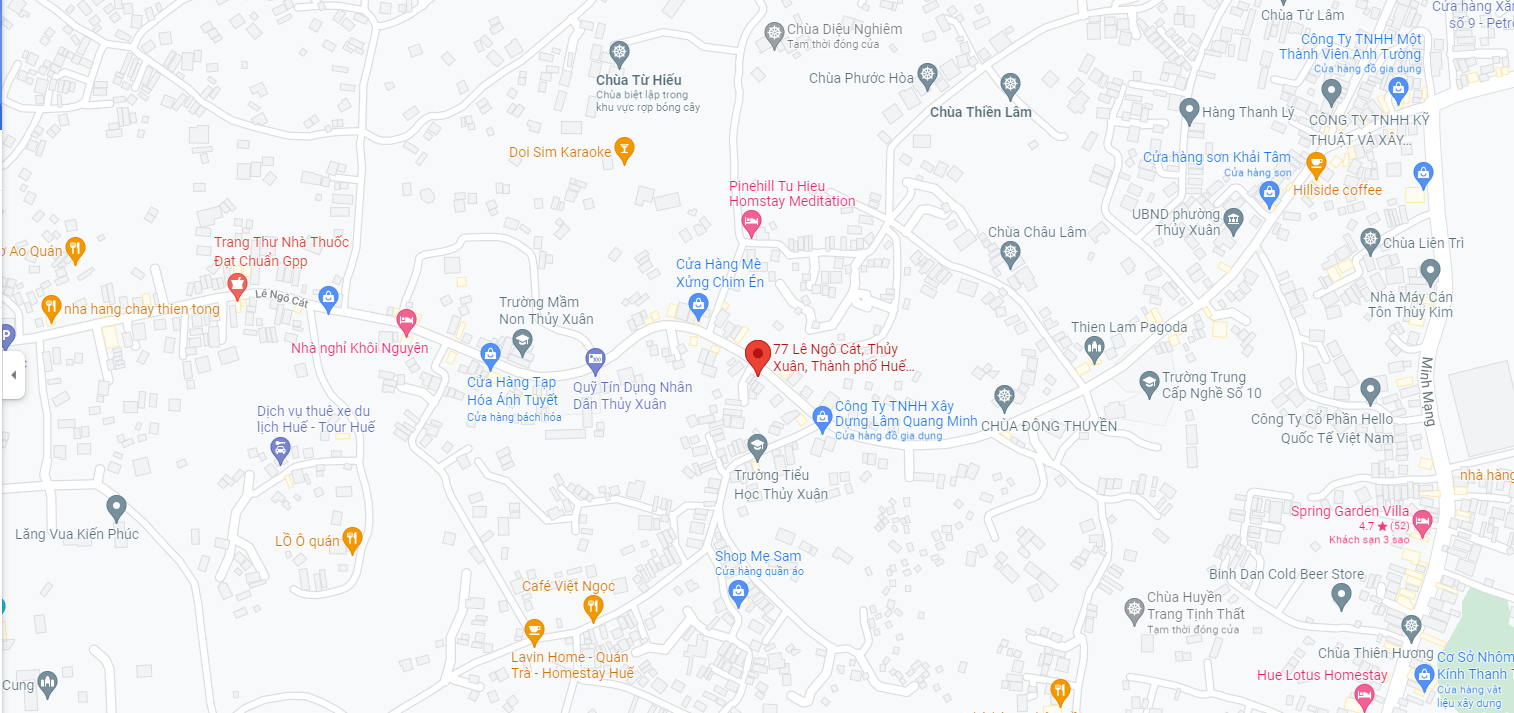 Chùa Từ Lâm
Cửa hàng Xăn
số 9 - Petro
Chùa Diệu Nghiêm
Tạm thời đóng cửa
Công Ty TNHH Một
Thành Viên Anh Tường
Cửa hàng đồ gia dụng
Chùa Từ Hiếu
Chùa biệt lập trong
khu vực rợp bóng cây
Chùa Phước Hòa
Chùa Thiền Lâm
Hàng Thanh Lý
CÔNG TY TNHH KỸ
THUẬT VÀ XÂY...
Doi Sim Karaoke
Cửa hàng sơn Khải Tâm
Cửa hàng sơn
Hillside coffee
Pinehill Tu Hieu
Homstay Meditation
UBND phường
Thủy Xuân
Chùa Châu Lâm
Chùa Liên Trì
Ao Quán
Trang Thư Nhà Thuốc
Đạt Chuẩn Gpp
Cửa Hàng Mè
Xửng Chim Én
Nhà Máy Cán
Tôn Thùy Kim
Lê Ngô Cát
nha hang chay thien tong
Trường Mầm
Non Thủy Xuân
Thien Lam Pagoda
Nhà nghỉ Khôi Nguyên
77 Lê Ngô Cát, Thủy
Xuân, Thành phố Huế...
Cửa Hàng Tạp
Hóa Ánh Tuyết
Cửa hàng bách hóa
Quỹ Tín Dụng Nhân
Dân Thủy Xuân
Trường Trung
Cấp Nghề Số 10
Minh Mạng
Dịch vụ thuê xe du
lịch Huế - Tour Huế
Công Ty TNHH Xây
Dựng Lâm Quang Minh
Cửa hàng đồ gia dụng
CHÙA ĐÔNG THUYỀN
Công Ty Cổ Phần Hello
Quốc Tế Việt Nam
Trường Tiểu
Học Thủy Xuân
nhà hàng
Lăng Vua Kiến Phúc
LỒ Ô quán
Spring Garden Villa
4.7 ★ (52)
Khách sạn 3 sao
Shop Mẹ Sam
Cửa hàng quần áo
Binh Dan Cold Beer Store
Café Việt Ngọc
Chùa Huyền
Trang Tịnh Thất
Tạm thời đóng cửa
Lavin Home - Quán
Trà - Homestay Huế
Chùa Thiên Hương
Cơ Sở Nhôm
Kính Thanh T
Cửa hàng vật
liệu xây dựng
Cung
Hue Lotus Homestay